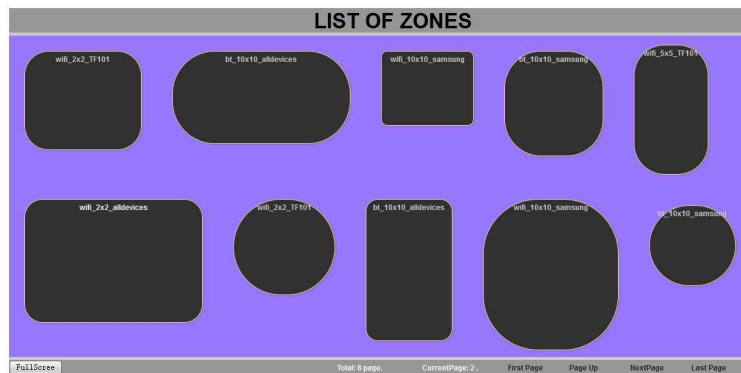 LIST OF ZONES
wifi_2x2_TF101
bt_10x10_alldevices
wifi_10x10_samsung
bt_10x10_samsung
wifi_5x5_TF101
wifi_2x2_alldevices
wifi_2x2_TF101
bt_10x10_alldevices
wifi_10x10_samsung
bt_10x10_samsung
FullScree
Total: 8 page.
CurrentPage: 2 .
First Page
Page Up
NextPage
Last Page